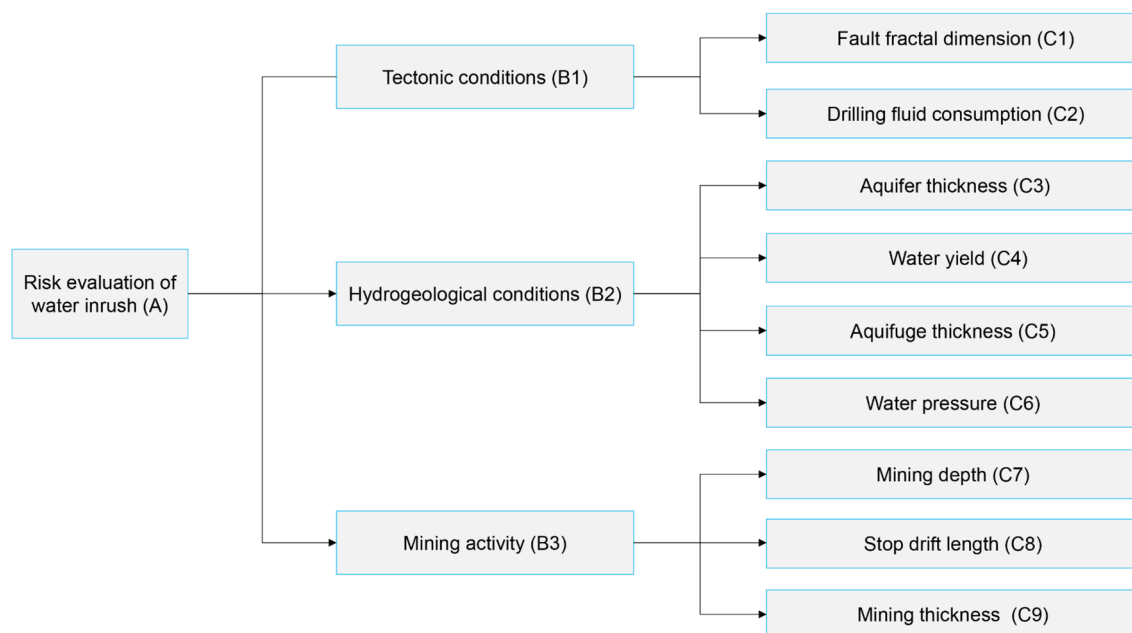 Risk evaluation of
water inrush (A)
Tectonic conditions (B1)
Hydrogeological conditions (B2)
Mining activity (B3)
Fault fractal dimension (C1)
Drilling fluid consumption (C2)
Aquifer thickness (C3)
Water yield (C4)
Aquifuge thickness (C5)
Water pressure (C6)
Mining depth (C7)
Stop drift length (C8)
Mining thickness (C9)